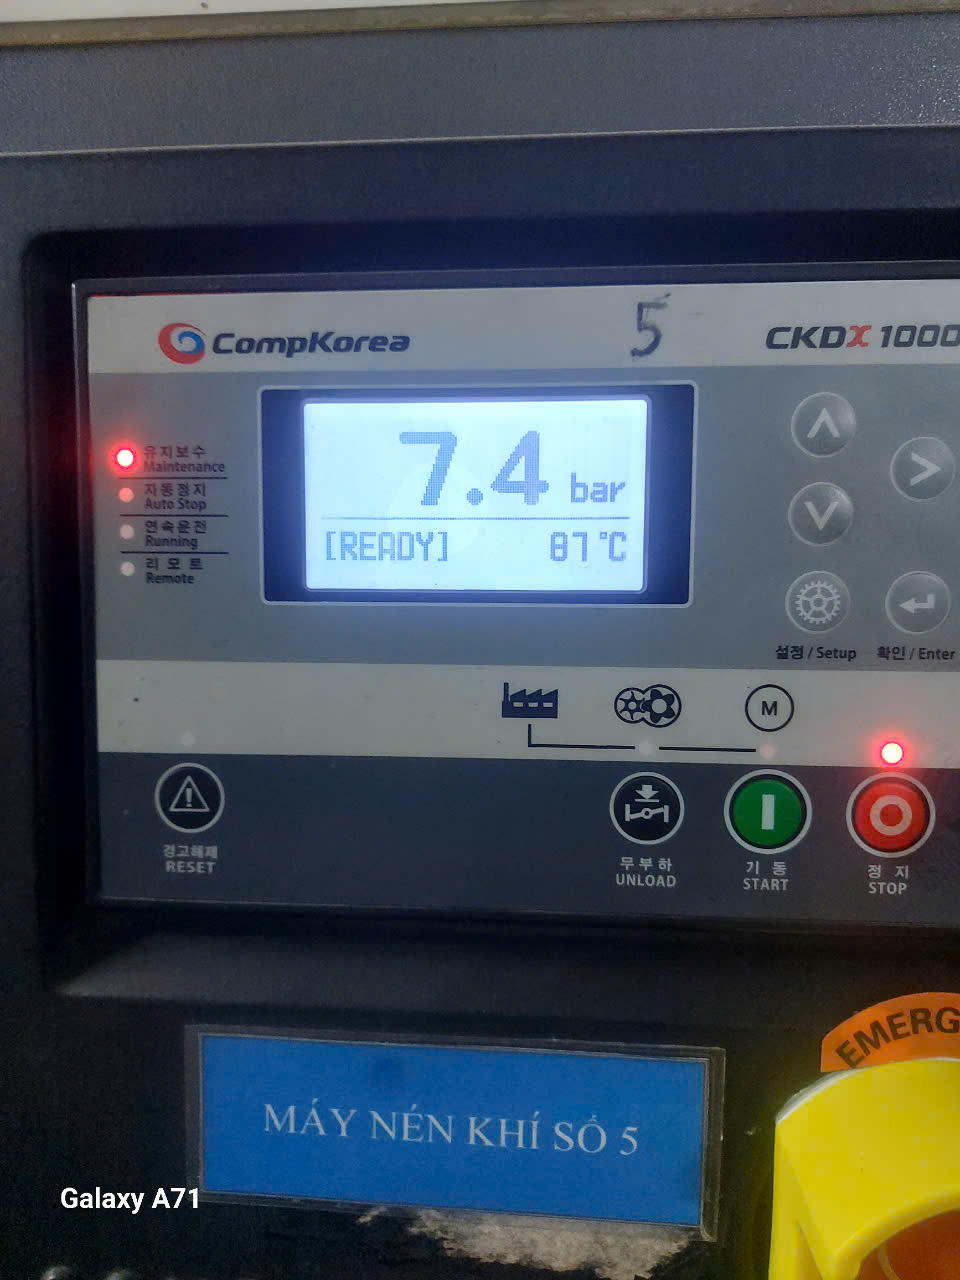 CompKorea
5
CKDX 1000
유지보수
Maintenance
자동정지
Auto Stop
연속운전
Running
리모트
Remote
7.4 bar
[READY] 87°C
설정 / Setup
확인 / Enter
M
경고해제
RESET
무부하
UNLOAD
기동
START
정지
STOP
EMERG
MÁY NÉN KHÍ SỐ 5
Galaxy A71